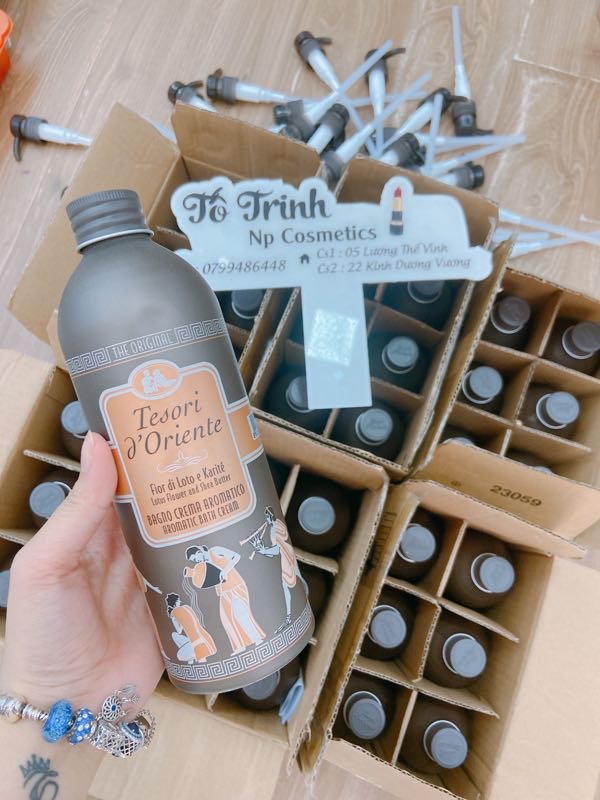 Tố Trinh
Np Cosmetics
0799486448
Cs1 : 05 Lương Thế Vinh
Cs2 : 22 Kinh Dương Vương
THE ORIGINAL
Tesori
d'Oriente
Fior di Loto e Karité
Lotus Flower and Shea Butter
BAGNO CREMA AROMATICO
AROMATIC BATH CREAM
23059